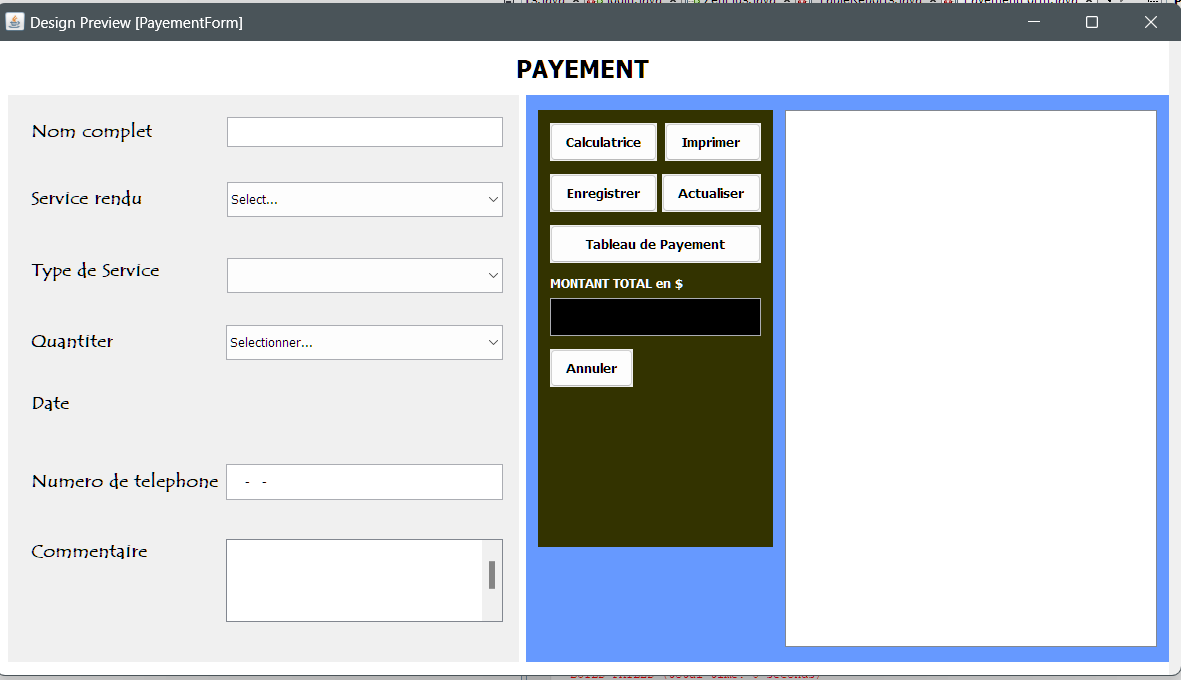 Design Preview [PayementForm]
PAYEMENT
Nom complet
Service rendu
Select...
Type de Service
Quantiter
Selectionner...
Date
Numero de telephone
- -
Commentaire
Calculatrice
Imprimer
Enregistrer
Actualiser
Tableau de Payement
MONTANT TOTAL en $
Annuler